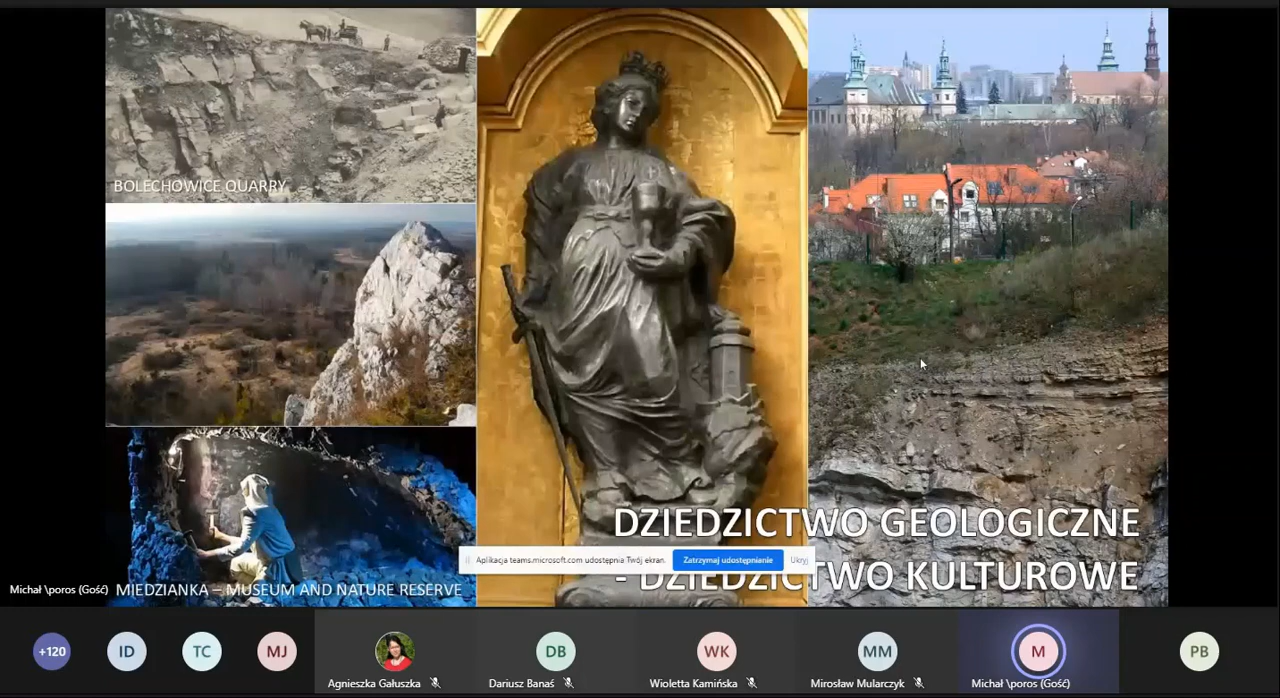 BOLECHOWICE QUARRY
DZIEDZICTWO GEOLOGICZNE
- DZIEDZICTWO KULTUROWE
Aplikacja teams.microsoft.com udostępnia Twój ekran.
Zatrzymaj udostępnianie
Ukryj
Michał \poros (Gość)
MIEDZIANKA – MUSEUM AND NATURE RESERVE
+120
ID
TC
MJ
DB
WK
MM
M
PB
Agnieszka Gałuszka
Dariusz Banaś
Wioletta Kamińska
Mirosław Mularczyk
Michał \poros (Gość)